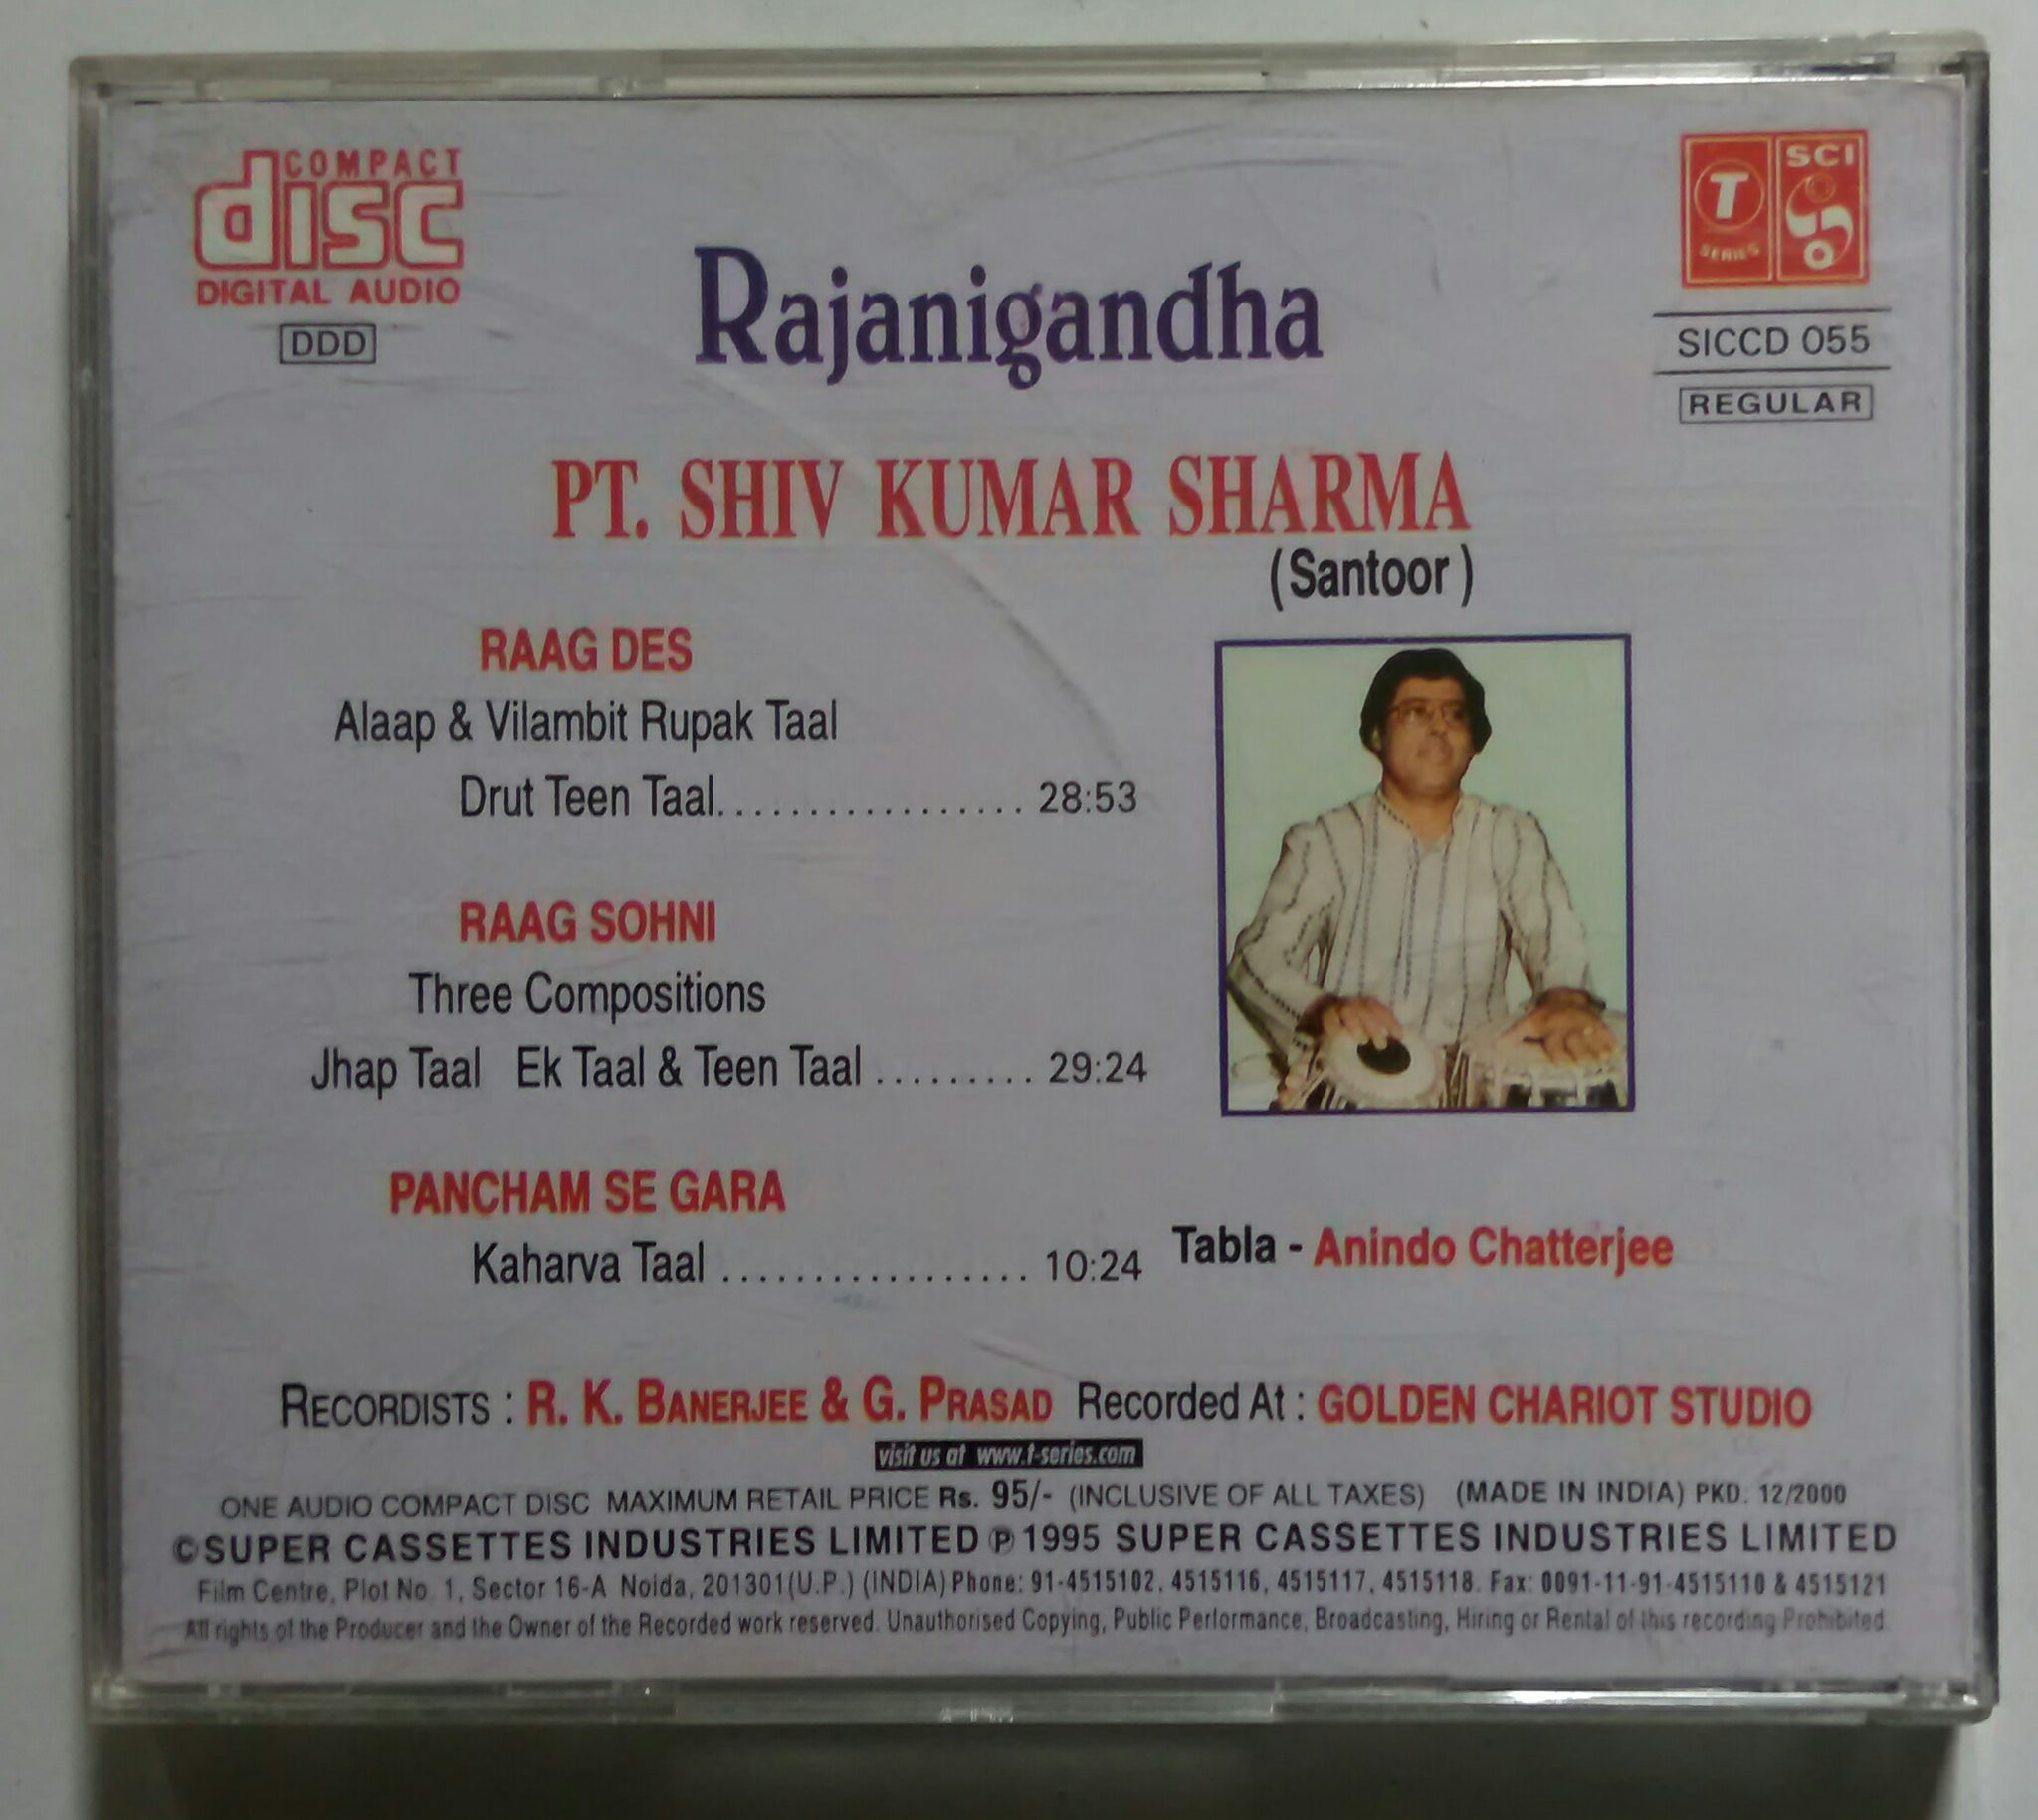 COMPACT
disc
DIGITAL AUDIO
DDD
T
SERIES
SCI
SICCD 055
REGULAR
Rajanigandha
PT. SHIV KUMAR SHARMA
(Santoor)
RAAG DES
Alaap & Vilambit Rupak Taal
Drut Teen Taal................. 28:53
RAAG SOHNI
Three Compositions
Jhap Taal Ek Taal & Teen Taal ......... 29:24
PANCHAM SE GARA
Kaharva Taal ................. 10:24
Tabla - Anindo Chatterjee
RECORDISTS : R. K. BANERJEE & G. PRASAD Recorded At : GOLDEN CHARIOT STUDIO
visit us at www.t-series.com
ONE AUDIO COMPACT DISC MAXIMUM RETAIL PRICE Rs. 95/- (INCLUSIVE OF ALL TAXES) (MADE IN INDIA) PKD. 12/2000
©SUPER CASSETTES INDUSTRIES LIMITED ℗ 1995 SUPER CASSETTES INDUSTRIES LIMITED
Film Centre, Plot No. 1, Sector 16-A Noida, 201301(U.P.) (INDIA) Phone: 91-4515102, 4515116, 4515117, 4515118. Fax: 0091-11-91-4515110 & 4515121
All rights of the Producer and the Owner of the Recorded work reserved. Unauthorised Copying, Public Performance, Broadcasting, Hiring or Rental of this recording Prohibited.